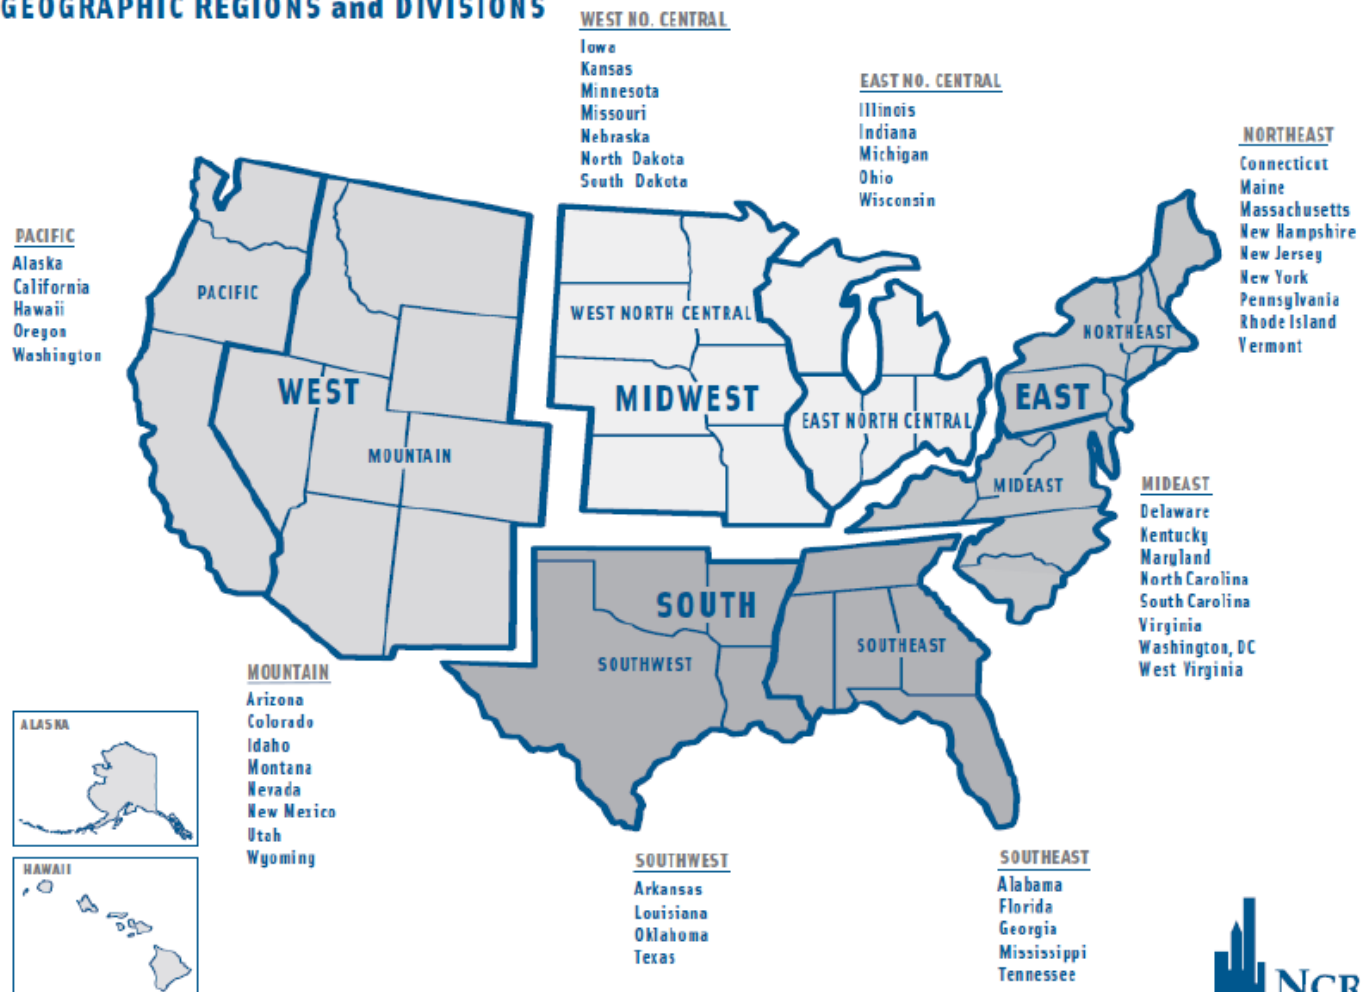 GEOGRAPHIC REGIONS and DIVISIONS
WEST NO. CENTRAL
Iowa
Kansas
Minnesota
Missouri
Nebraska
North Dakota
South Dakota
EAST NO. CENTRAL
Illinois
Indiana
Michigan
Ohio
Wisconsin
NORTHEAST
Connecticut
Maine
Massachusetts
New Hampshire
New Jersey
New York
Pennsylvania
Rhode Island
Vermont
PACIFIC
Alaska
California
Hawaii
Oregon
Washington
PACIFIC
WEST
MOUNTAIN
WEST NORTH CENTRAL
MIDWEST
EAST NORTH CENTRAL
NORTHEAST
EAST
MIDEAST
SOUTH
SOUTHWEST
SOUTHEAST
MIDEAST
Delaware
Kentucky
Maryland
North Carolina
South Carolina
Virginia
Washington, DC
West Virginia
MOUNTAIN
Arizona
Colorado
Idaho
Montana
Nevada
New Mexico
Utah
Wyoming
ALASKA
HAWAII
SOUTHWEST
Arkansas
Louisiana
Oklahoma
Texas
SOUTHEAST
Alabama
Florida
Georgia
Mississippi
Tennessee
NCR